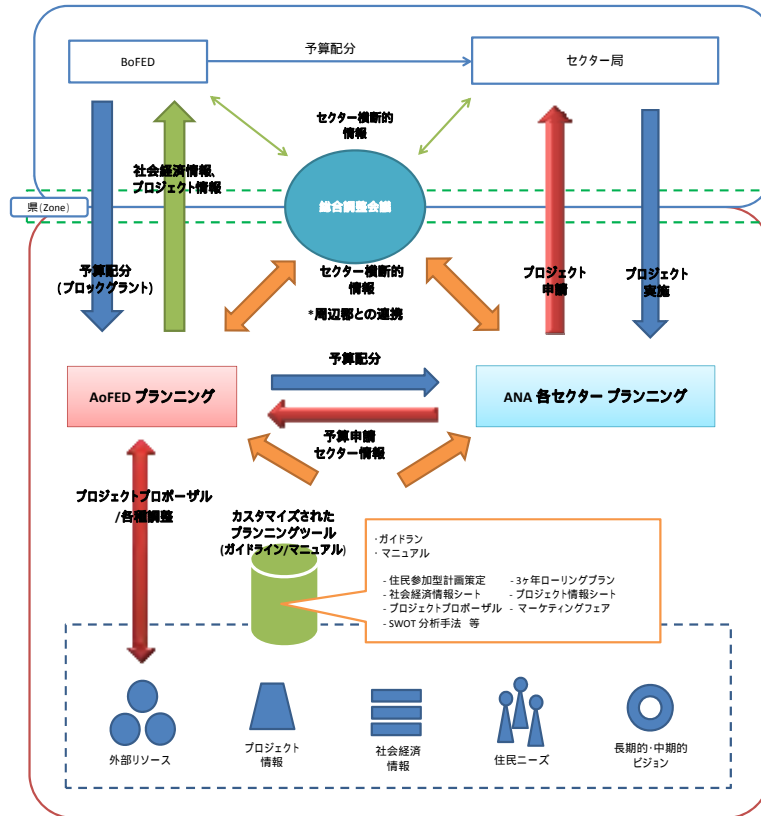 予算配分
BoFED
セクター局
セクター横断的
情報
社会経済情報、
プロジェクト情報
県(Zone)
総合調整会議
予算配分
(ブロックグラント)
セクター横断的
情報
*周辺郡との連携
プロジェクト
申請
プロジェクト
実施
予算配分
AoFED プランニング
ANA 各セクター プランニング
予算申請
セクター情報
プロジェクトプロポーザル
/各種調整
カスタマイズされた
プランニングツール
(ガイドライン/マニュアル)
・ガイドラン
・マニュアル
- 住民参加型計画策定 - 3ヶ年ローリングプラン
- 社会経済情報シート - プロジェクト情報シート
- プロジェクトプロポーザル - マーケティングフェア
- SWOT 分析手法 等
外部リソース
プロジェクト
情報
社会経済
情報
住民ニーズ
長期的・中期的
ビジョン